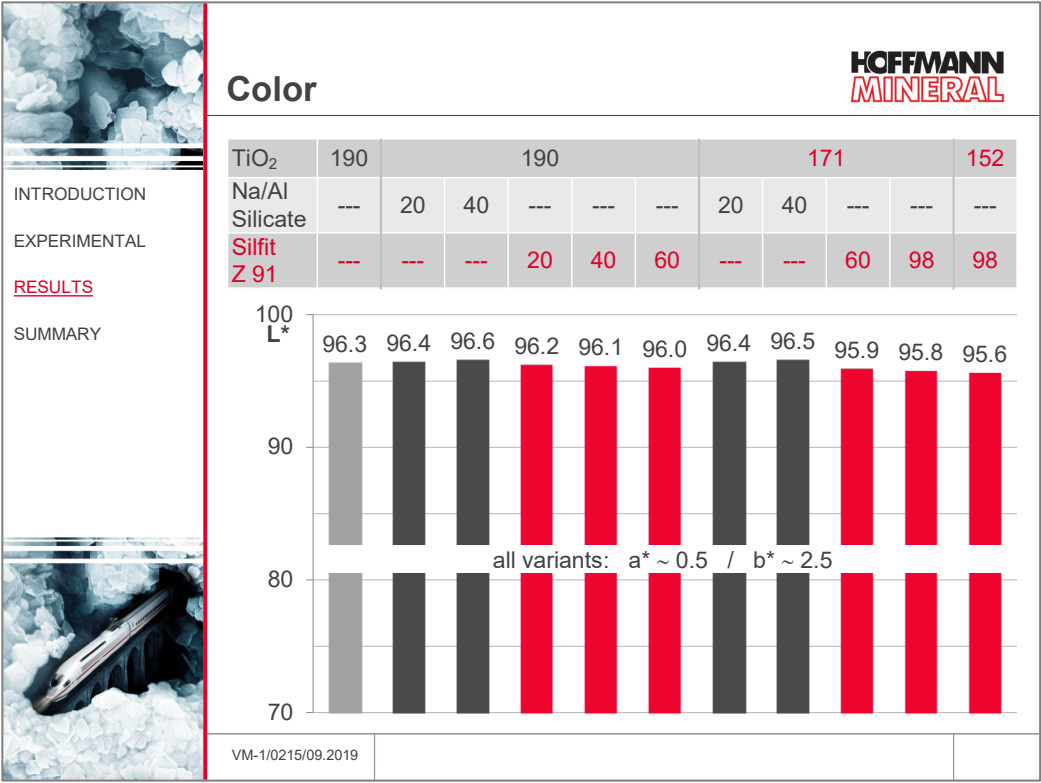 Color
HOFFMANN
MINERAL
INTRODUCTION
EXPERIMENTAL
RESULTS
SUMMARY
TiO₂ 190 190 171 152
Na/Al
Silicate --- 20 40 --- --- --- 20 40 --- --- ---
Silfit
Z 91 --- --- --- 20 40 60 --- --- 60 98 98
100
L*
96.3 96.4 96.6 96.2 96.1 96.0 96.4 96.5 95.9 95.8 95.6
90
all variants: a* ~ 0.5 / b* ~ 2.5
80
70
VM-1/0215/09.2019